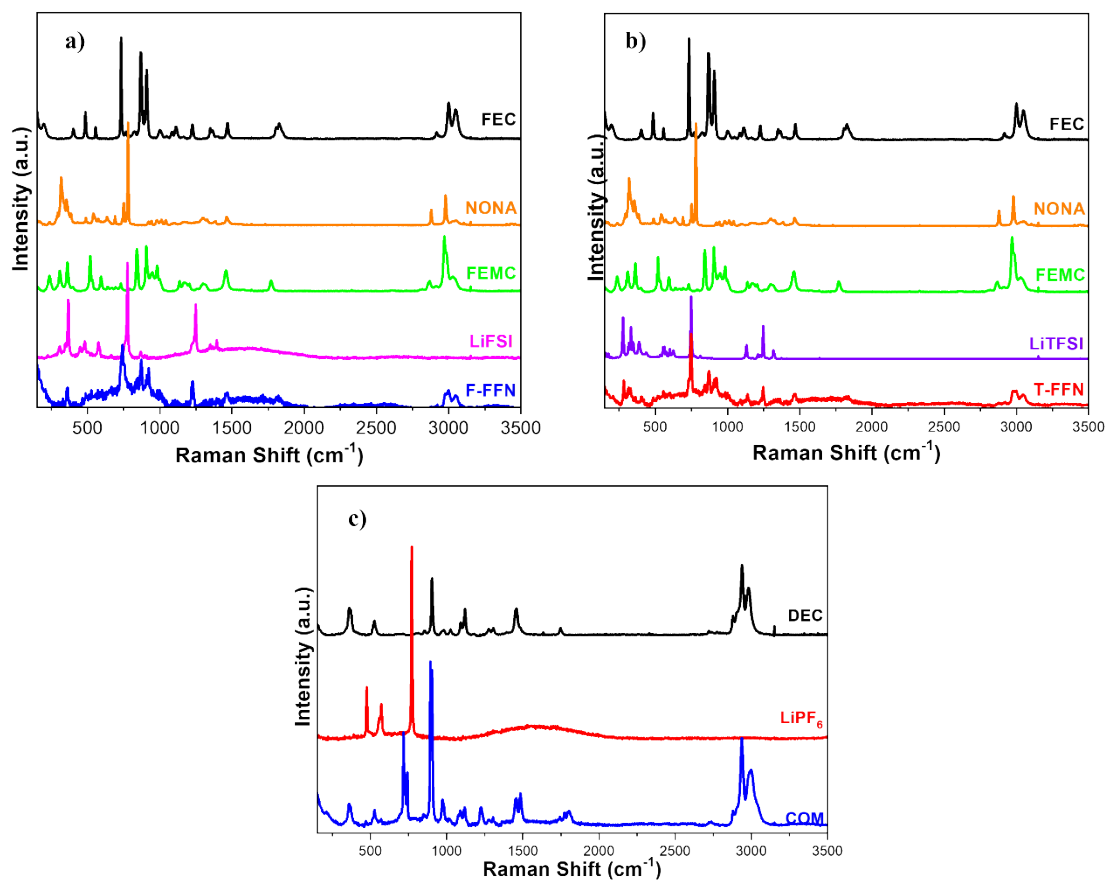 a)
Intensity (a.u.)
FEC
NONA
FEMC
LiFSI
F-FFN
500 1000 1500 2000 2500 3000 3500
Raman Shift (cm⁻¹)
b)
Intensity (a.u.)
FEC
NONA
FEMC
LiTFSI
T-FFN
500 1000 1500 2000 2500 3000 3500
Raman Shift (cm⁻¹)
c)
Intensity (a.u.)
DEC
LiPF₆
COM
500 1000 1500 2000 2500 3000 3500
Raman Shift (cm⁻¹)